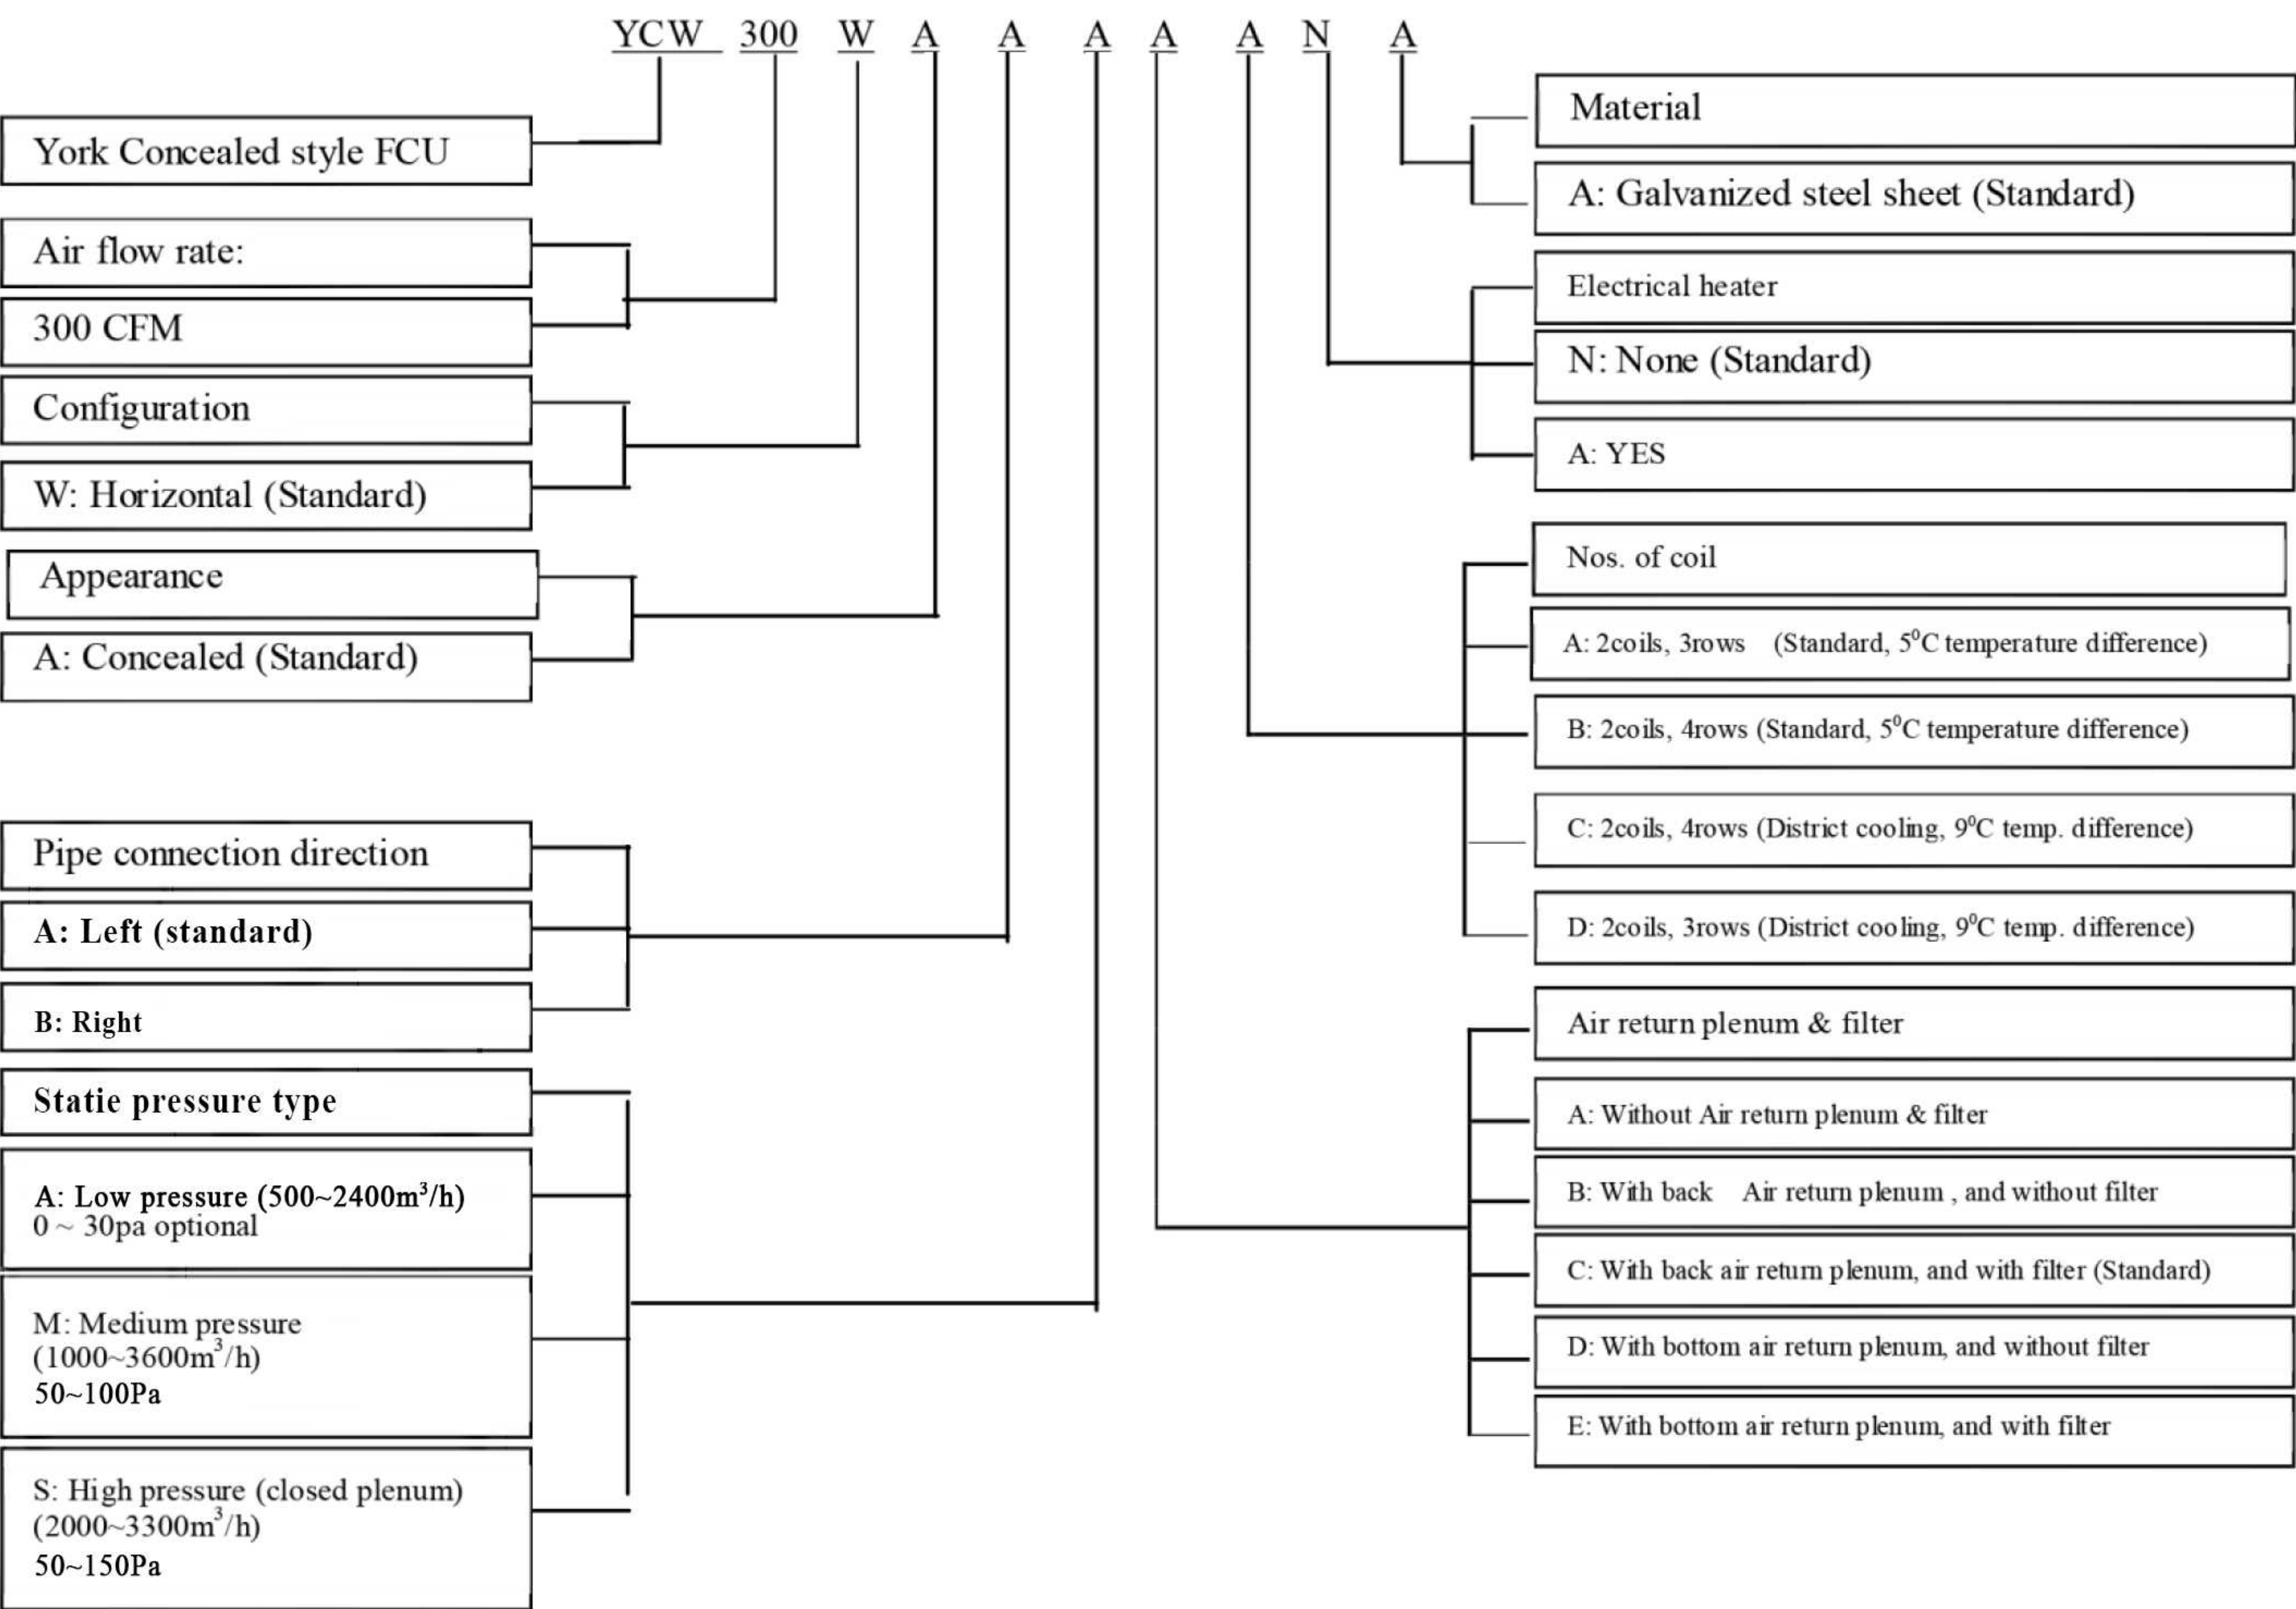 YCW 300 W A A A A A N A
York Concealed style FCU
Air flow rate:
300 CFM
Configuration
W: Horizontal (Standard)
Appearance
A: Concealed (Standard)
Pipe connection direction
A: Left (standard)
B: Right
Statie pressure type
A: Low pressure (500~2400m³/h)
0 ~ 30pa optional
M: Medium pressure
(1000~3600m³/h)
50~100Pa
S: High pressure (closed plenum)
(2000~3300m³/h)
50~150Pa
Material
A: Galvanized steel sheet (Standard)
Electrical heater
N: None (Standard)
A: YES
Nos. of coil
A: 2coils, 3rows (Standard, 5⁰C temperature difference)
B: 2coils, 4rows (Standard, 5⁰C temperature difference)
C: 2coils, 4rows (District cooling, 9⁰C temp. difference)
D: 2coils, 3rows (District cooling, 9⁰C temp. difference)
Air return plenum & filter
A: Without Air return plenum & filter
B: With back Air return plenum , and without filter
C: With back air return plenum, and with filter (Standard)
D: With bottom air return plenum, and without filter
E: With bottom air return plenum, and with filter